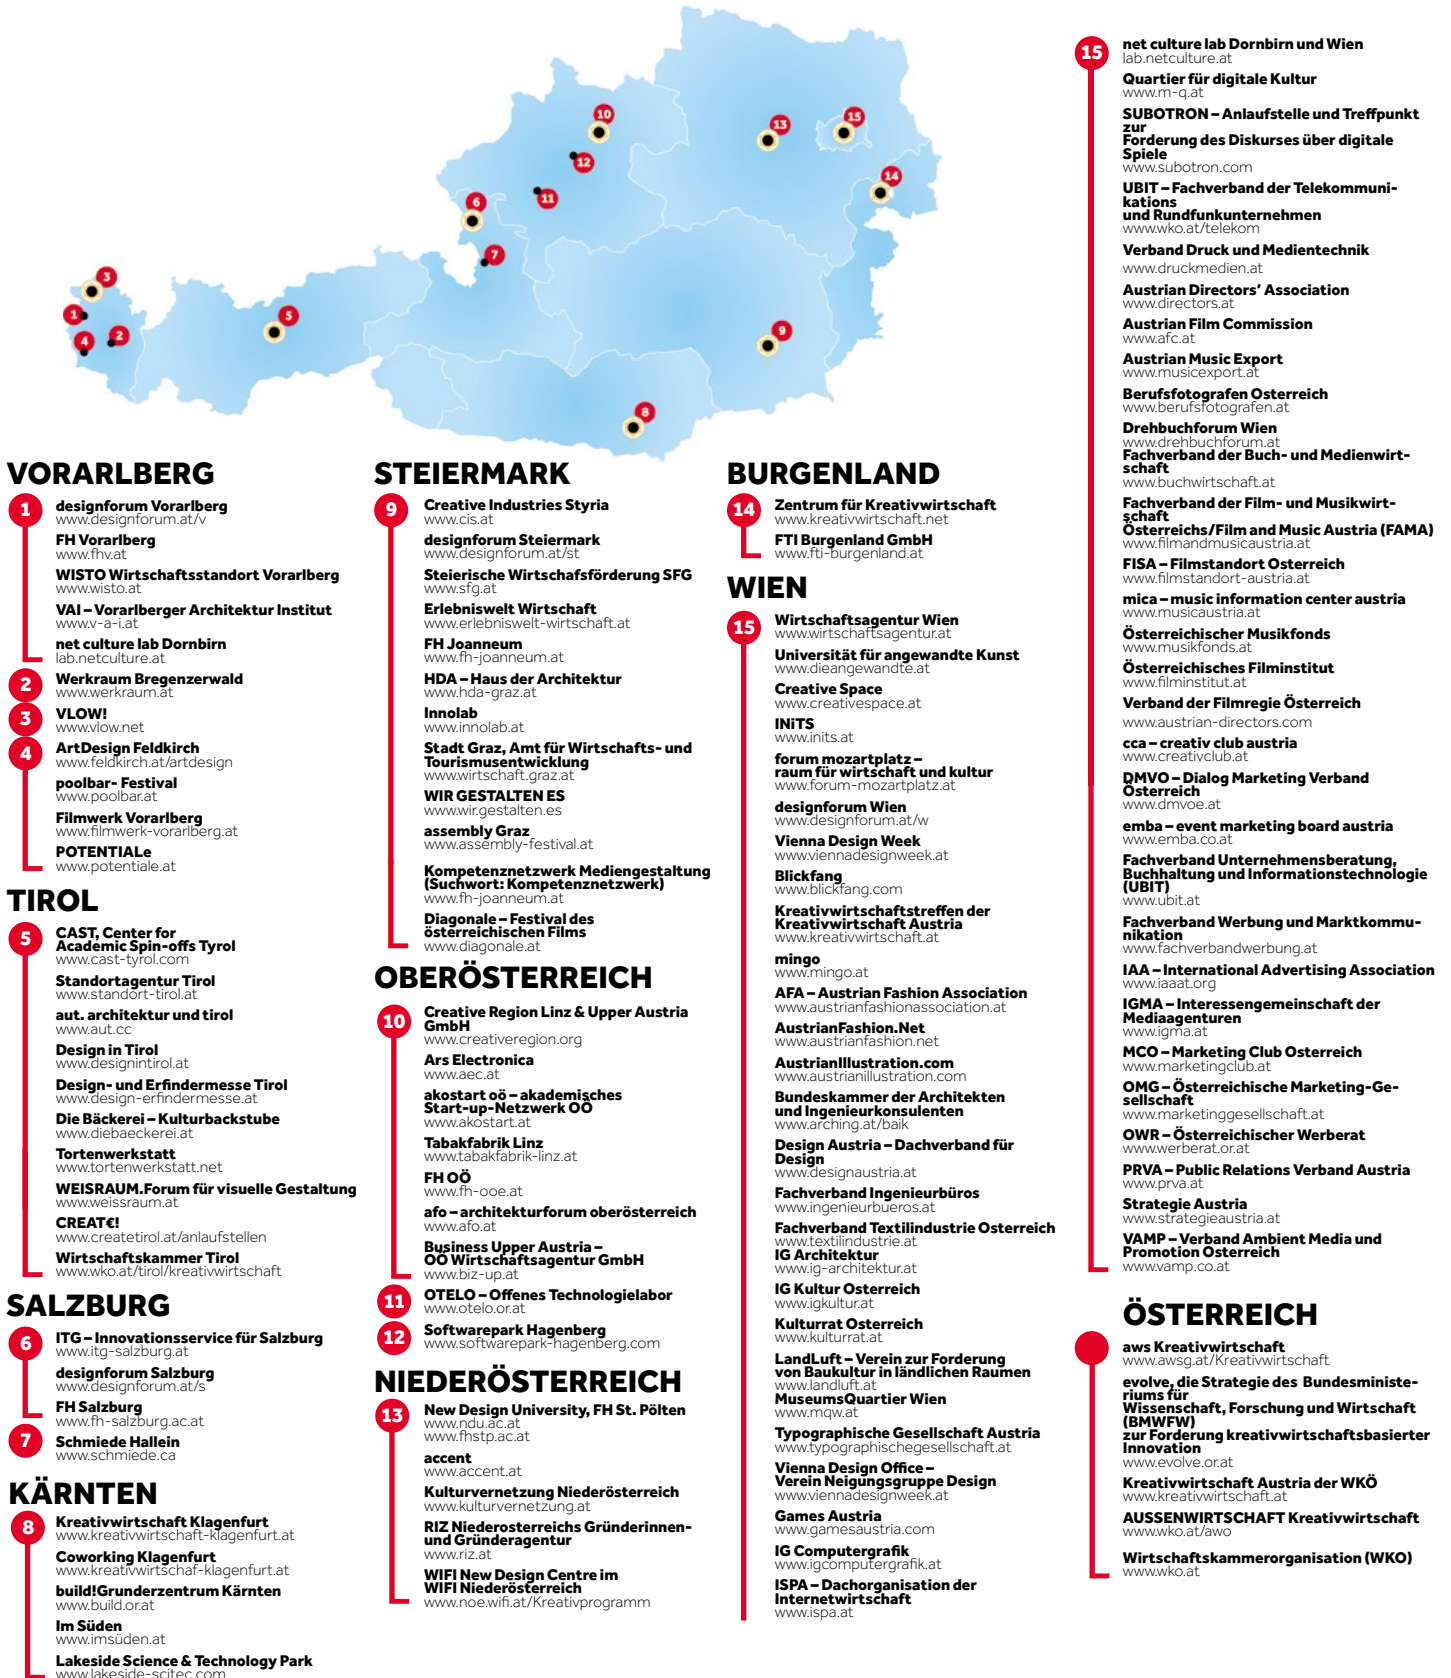 10
13
15
12
14
11
6
7
3
1
2
4
5
9
8
VORARLBERG
1
designforum Vorarlberg
www.designforum.at/v
FH Vorarlberg
www.fhv.at
WISTO Wirtschaftsstandort Vorarlberg
www.wisto.at
VAI – Vorarlberger Architektur Institut
www.v-a-i.at
net culture lab Dornbirn
lab.netculture.at
2
Werkraum Bregenzerwald
www.werkraum.at
3
VLOW!
www.vlow.net
4
ArtDesign Feldkirch
www.feldkirch.at/artdesign
poolbar- Festival
www.poolbar.at
Filmwerk Vorarlberg
www.filmwerk-vorarlberg.at
POTENTIALe
www.potentiale.at
TIROL
5
CAST, Center for
Academic Spin-offs Tyrol
www.cast-tyrol.com
Standortagentur Tirol
www.standort-tirol.at
aut. architektur und tirol
www.aut.cc
Design in Tirol
www.designintirol.at
Design- und Erfindermesse Tirol
www.design-erfindermesse.at
Die Bäckerei – Kulturbackstube
www.diebaeckerei.at
Tortenwerkstatt
www.tortenwerkstatt.net
WEISRAUM.Forum für visuelle Gestaltung
www.weissraum.at
CREAT€!
www.createtirol.at/anlaufstellen
Wirtschaftskammer Tirol
www.wko.at/tirol/kreativwirtschaft
SALZBURG
6
ITG – Innovationsservice für Salzburg
www.itg-salzburg.at
designforum Salzburg
www.designforum.at/s
FH Salzburg
www.fh-salzburg.ac.at
7
Schmiede Hallein
www.schmiede.ca
KÄRNTEN
8
Kreativwirtschaft Klagenfurt
www.kreativwirtschaft-klagenfurt.at
Coworking Klagenfurt
www.kreativwirtschaf-klagenfurt.at
build!Grunderzentrum Kärnten
www.build.or.at
Im Süden
www.imsüden.at
Lakeside Science & Technology Park
www.lakeside-scitec.com
STEIERMARK
9
Creative Industries Styria
www.cis.at
designforum Steiermark
www.designforum.at/st
Steierische Wirtschafsförderung SFG
www.sfg.at
Erlebniswelt Wirtschaft
www.erlebniswelt-wirtschaft.at
FH Joanneum
www.fh-joanneum.at
HDA – Haus der Architektur
www.hda-graz.at
Innolab
www.innolab.at
Stadt Graz, Amt für Wirtschafts- und
Tourismusentwicklung
www.wirtschaft.graz.at
WIR GESTALTEN ES
www.wir.gestalten.es
assembly Graz
www.assembly-festival.at
Kompetenznetzwerk Mediengestaltung
(Suchwort: Kompetenznetzwerk)
www.fh-joanneum.at
Diagonale – Festival des
österreichischen Films
www.diagonale.at
OBERÖSTERREICH
10
Creative Region Linz & Upper Austria
GmbH
www.creativeregion.org
Ars Electronica
www.aec.at
akostart oö – akademisches
Start-up-Netzwerk OÖ
www.akostart.at
Tabakfabrik Linz
www.tabakfabrik-linz.at
FH OÖ
www.fh-ooe.at
afo – architekturforum oberösterreich
www.afo.at
Business Upper Austria –
OÖ Wirtschaftsagentur GmbH
www.biz-up.at
11
OTELO – Offenes Technologielabor
www.otelo.or.at
12
Softwarepark Hagenberg
www.softwarepark-hagenberg.com
NIEDERÖSTERREICH
13
New Design University, FH St. Pölten
www.ndu.ac.at
www.fhstp.ac.at
accent
www.accent.at
Kulturvernetzung Niederösterreich
www.kulturvernetzung.at
RIZ Niederosterreichs Gründerinnen-
und Gründeragentur
www.riz.at
WIFI New Design Centre im
WIFI Niederösterreich
www.noe.wifi.at/Kreativprogramm
BURGENLAND
14
Zentrum für Kreativwirtschaft
www.kreativwirtschaft.net
FTI Burgenland GmbH
www.fti-burgenland.at
WIEN
15
Wirtschaftsagentur Wien
www.wirtschaftsagentur.at
Universität für angewandte Kunst
www.dieangewandte.at
Creative Space
www.creativespace.at
INiTS
www.inits.at
forum mozartplatz –
raum für wirtschaft und kultur
www.forum-mozartplatz.at
designforum Wien
www.designforum.at/w
Vienna Design Week
www.viennadesignweek.at
Blickfang
www.blickfang.com
Kreativwirtschaftstreffen der
Kreativwirtschaft Austria
www.kreativwirtschaft.at
mingo
www.mingo.at
AFA – Austrian Fashion Association
www.austrianfashionassociation.at
AustrianFashion.Net
www.austrianfashion.net
AustrianIllustration.com
www.austrianillustration.com
Bundeskammer der Architekten
und Ingenieurkonsulenten
www.arching.at/baik
Design Austria – Dachverband für
Design
www.designaustria.at
Fachverband Ingenieurbüros
www.ingenieurbueros.at
Fachverband Textilindustrie Osterreich
www.textilindustrie.at
IG Architektur
www.ig-architektur.at
IG Kultur Osterreich
www.igkultur.at
Kulturrat Osterreich
www.kulturrat.at
LandLuft – Verein zur Forderung
von Baukultur in ländlichen Raumen
www.landluft.at
MuseumsQuartier Wien
www.mqw.at
Typographische Gesellschaft Austria
www.typographischegesellschaft.at
Vienna Design Office –
Verein Neigungsgruppe Design
www.viennadesignweek.at
Games Austria
www.gamesaustria.com
IG Computergrafik
www.igcomputergrafik.at
ISPA – Dachorganisation der
Internetwirtschaft
www.ispa.at
15
net culture lab Dornbirn und Wien
lab.netculture.at
Quartier für digitale Kultur
www.m-q.at
SUBOTRON – Anlaufstelle und Treffpunkt
zur
Forderung des Diskurses über digitale
Spiele
www.subotron.com
UBIT – Fachverband der Telekommuni-
kations
und Rundfunkunternehmen
www.wko.at/telekom
Verband Druck und Medientechnik
www.druckmedien.at
Austrian Directors’ Association
www.directors.at
Austrian Film Commission
www.afc.at
Austrian Music Export
www.musicexport.at
Berufsfotografen Osterreich
www.berufsfotografen.at
Drehbuchforum Wien
www.drehbuchforum.at
Fachverband der Buch- und Medienwirt-
schaft
www.buchwirtschaft.at
Fachverband der Film- und Musikwirt-
schaft
Österreichs/Film and Music Austria (FAMA)
www.filmandmusicaustria.at
FISA – Filmstandort Osterreich
www.filmstandort-austria.at
mica – music information center austria
www.musicaustria.at
Österreichischer Musikfonds
www.musikfonds.at
Österreichisches Filminstitut
www.filminstitut.at
Verband der Filmregie Österreich
www.austrian-directors.com
cca – creativ club austria
www.creativclub.at
DMVO – Dialog Marketing Verband
Österreich
www.dmvoe.at
emba – event marketing board austria
www.emba.co.at
Fachverband Unternehmensberatung,
Buchhaltung und Informationstechnologie
(UBIT)
www.ubit.at
Fachverband Werbung und Marktkommu-
nikation
www.fachverbandwerbung.at
IAA – International Advertising Association
www.iaaat.org
IGMA – Interessengemeinschaft der
Mediaagenturen
www.igma.at
MCO – Marketing Club Osterreich
www.marketingclub.at
OMG – Österreichische Marketing-Ge-
sellschaft
www.marketinggesellschaft.at
OWR – Österreichischer Werberat
www.werberat.or.at
PRVA – Public Relations Verband Austria
www.prva.at
Strategie Austria
www.strategieaustria.at
VAMP – Verband Ambient Media und
Promotion Osterreich
www.vamp.co.at
ÖSTERREICH
aws Kreativwirtschaft
www.awsg.at/Kreativwirtschaft
evolve, die Strategie des Bundesministe-
riums für
Wissenschaft, Forschung und Wirtschaft
(BMWFW)
zur Forderung kreativwirtschaftsbasierter
Innovation
www.evolve.or.at
Kreativwirtschaft Austria der WKÖ
www.kreativwirtschaft.at
AUSSENWIRTSCHAFT Kreativwirtschaft
www.wko.at/awo
Wirtschaftskammerorganisation (WKO)
www.wko.at